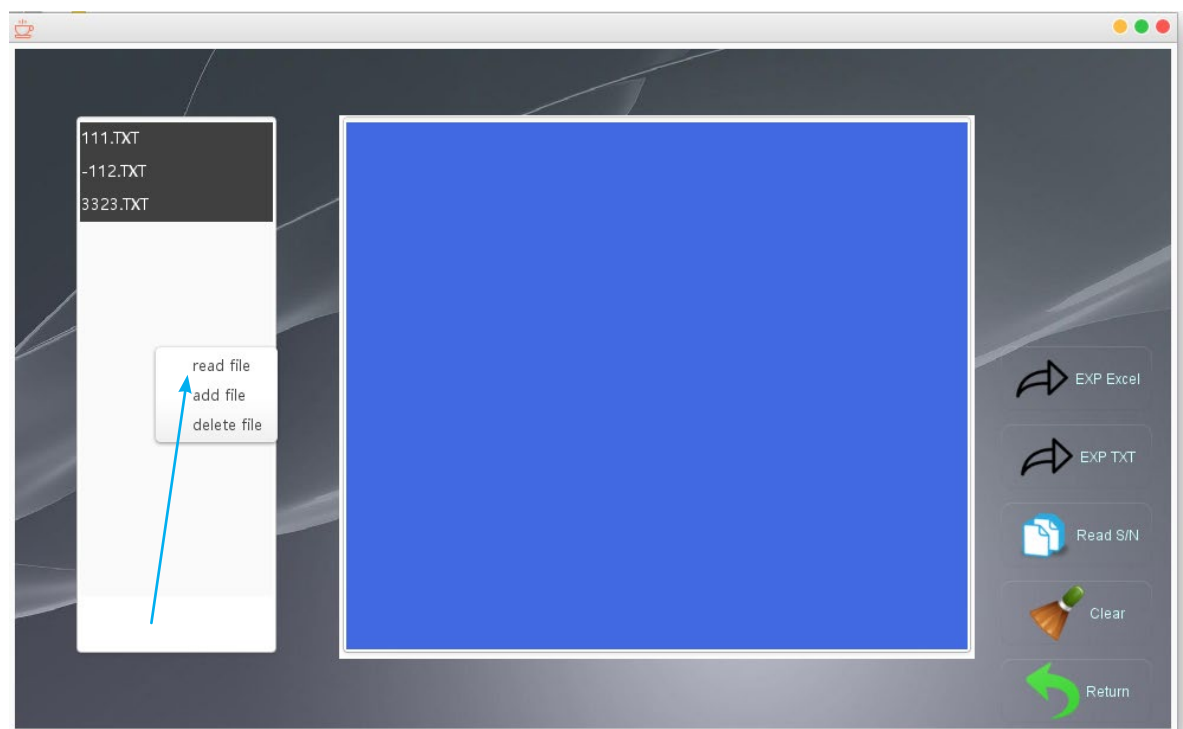 111.TXT
-112.TXT
3323.TXT
read file
add file
delete file
EXP Excel
EXP TXT
Read S/N
Clear
Return